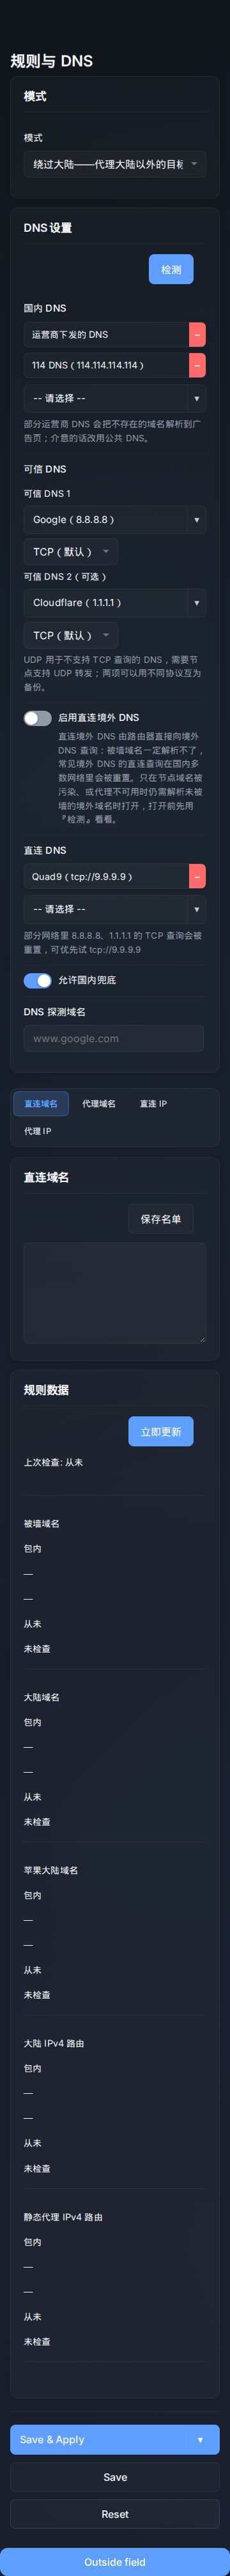 规则与 DNS
模式
模式
绕过大陆——代理大陆以外的目标
DNS 设置
检测
国内 DNS
运营商下发的 DNS
−
114 DNS（114.114.114.114）
−
-- 请选择 --
▼
部分运营商 DNS 会把不存在的域名解析到广
告页；介意的话改用公共 DNS。
可信 DNS
可信 DNS 1
Google（8.8.8.8）
▼
TCP（默认）
可信 DNS 2（可选）
Cloudflare（1.1.1.1）
▼
TCP（默认）
UDP 用于不支持 TCP 查询的 DNS，需要节
点支持 UDP 转发；两项可以用不同协议互为
备份。
启用直连境外 DNS
直连境外 DNS 由路由器直接向境外
DNS 查询：被墙域名一定解析不了，
常见境外 DNS 的直连查询在国内多
数网络里会被重置。只在节点域名被
污染、或代理不可用时仍需解析未被
墙的境外域名时打开，打开前先用
『检测』看看。
直连 DNS
Quad9（tcp://9.9.9.9）
−
-- 请选择 --
▼
部分网络里 8.8.8.8、1.1.1.1 的 TCP 查询会被
重置，可优先试 tcp://9.9.9.9
允许国内兜底
DNS 探测域名
www.google.com
直连域名
代理域名
直连 IP
代理 IP
直连域名
保存名单
规则数据
立即更新
上次检查: 从未
被墙域名
包内
—
—
从未
未检查
大陆域名
包内
—
—
从未
未检查
苹果大陆域名
包内
—
—
从未
未检查
大陆 IPv4 路由
包内
—
—
从未
未检查
静态代理 IPv4 路由
包内
—
—
从未
未检查
Save & Apply
▼
Save
Reset
Outside field